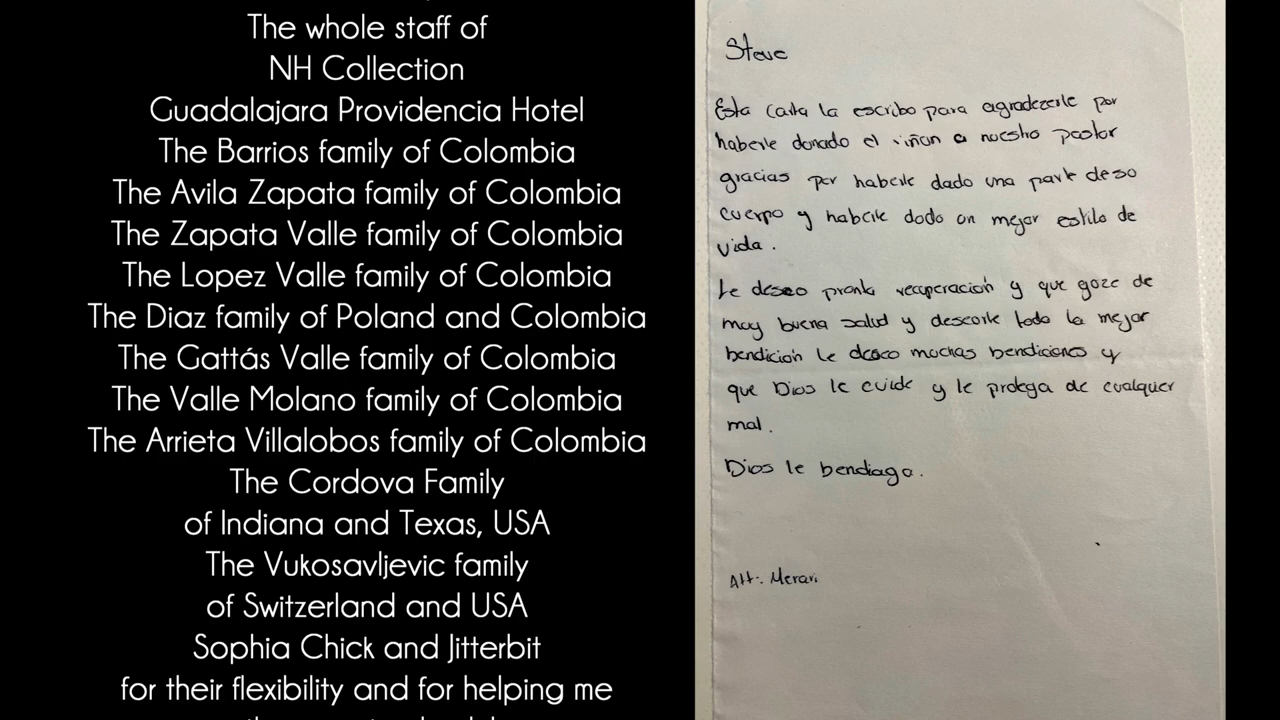 The whole staff of
NH Collection
Guadalajara Providencia Hotel
The Barrios family of Colombia
The Avila Zapata family of Colombia
The Zapata Valle family of Colombia
The Lopez Valle family of Colombia
The Diaz family of Poland and Colombia
The Gattás Valle family of Colombia
The Valle Molano family of Colombia
The Arrieta Villalobos family of Colombia
The Cordova Family
of Indiana and Texas, USA
The Vukosavljevic family
of Switzerland and USA
Sophia Chick and Jitterbit
for their flexibility and for helping me
Steve
Esta carta la escribo para agradezerle por
haberle donado el riñon a nuestro pastor
gracias por haberle dado una parte de su
cuerpo y haberle dado un mejor estilo de
vida.
Le deseo pronta recuperación y que goze de
muy buena salud y desearle todo la mejor
bendición le deseo muchas bendiciones y
que Dios le cuide y le protega de cualquer
mal.
Dios le bendiaga.
Att: Merari